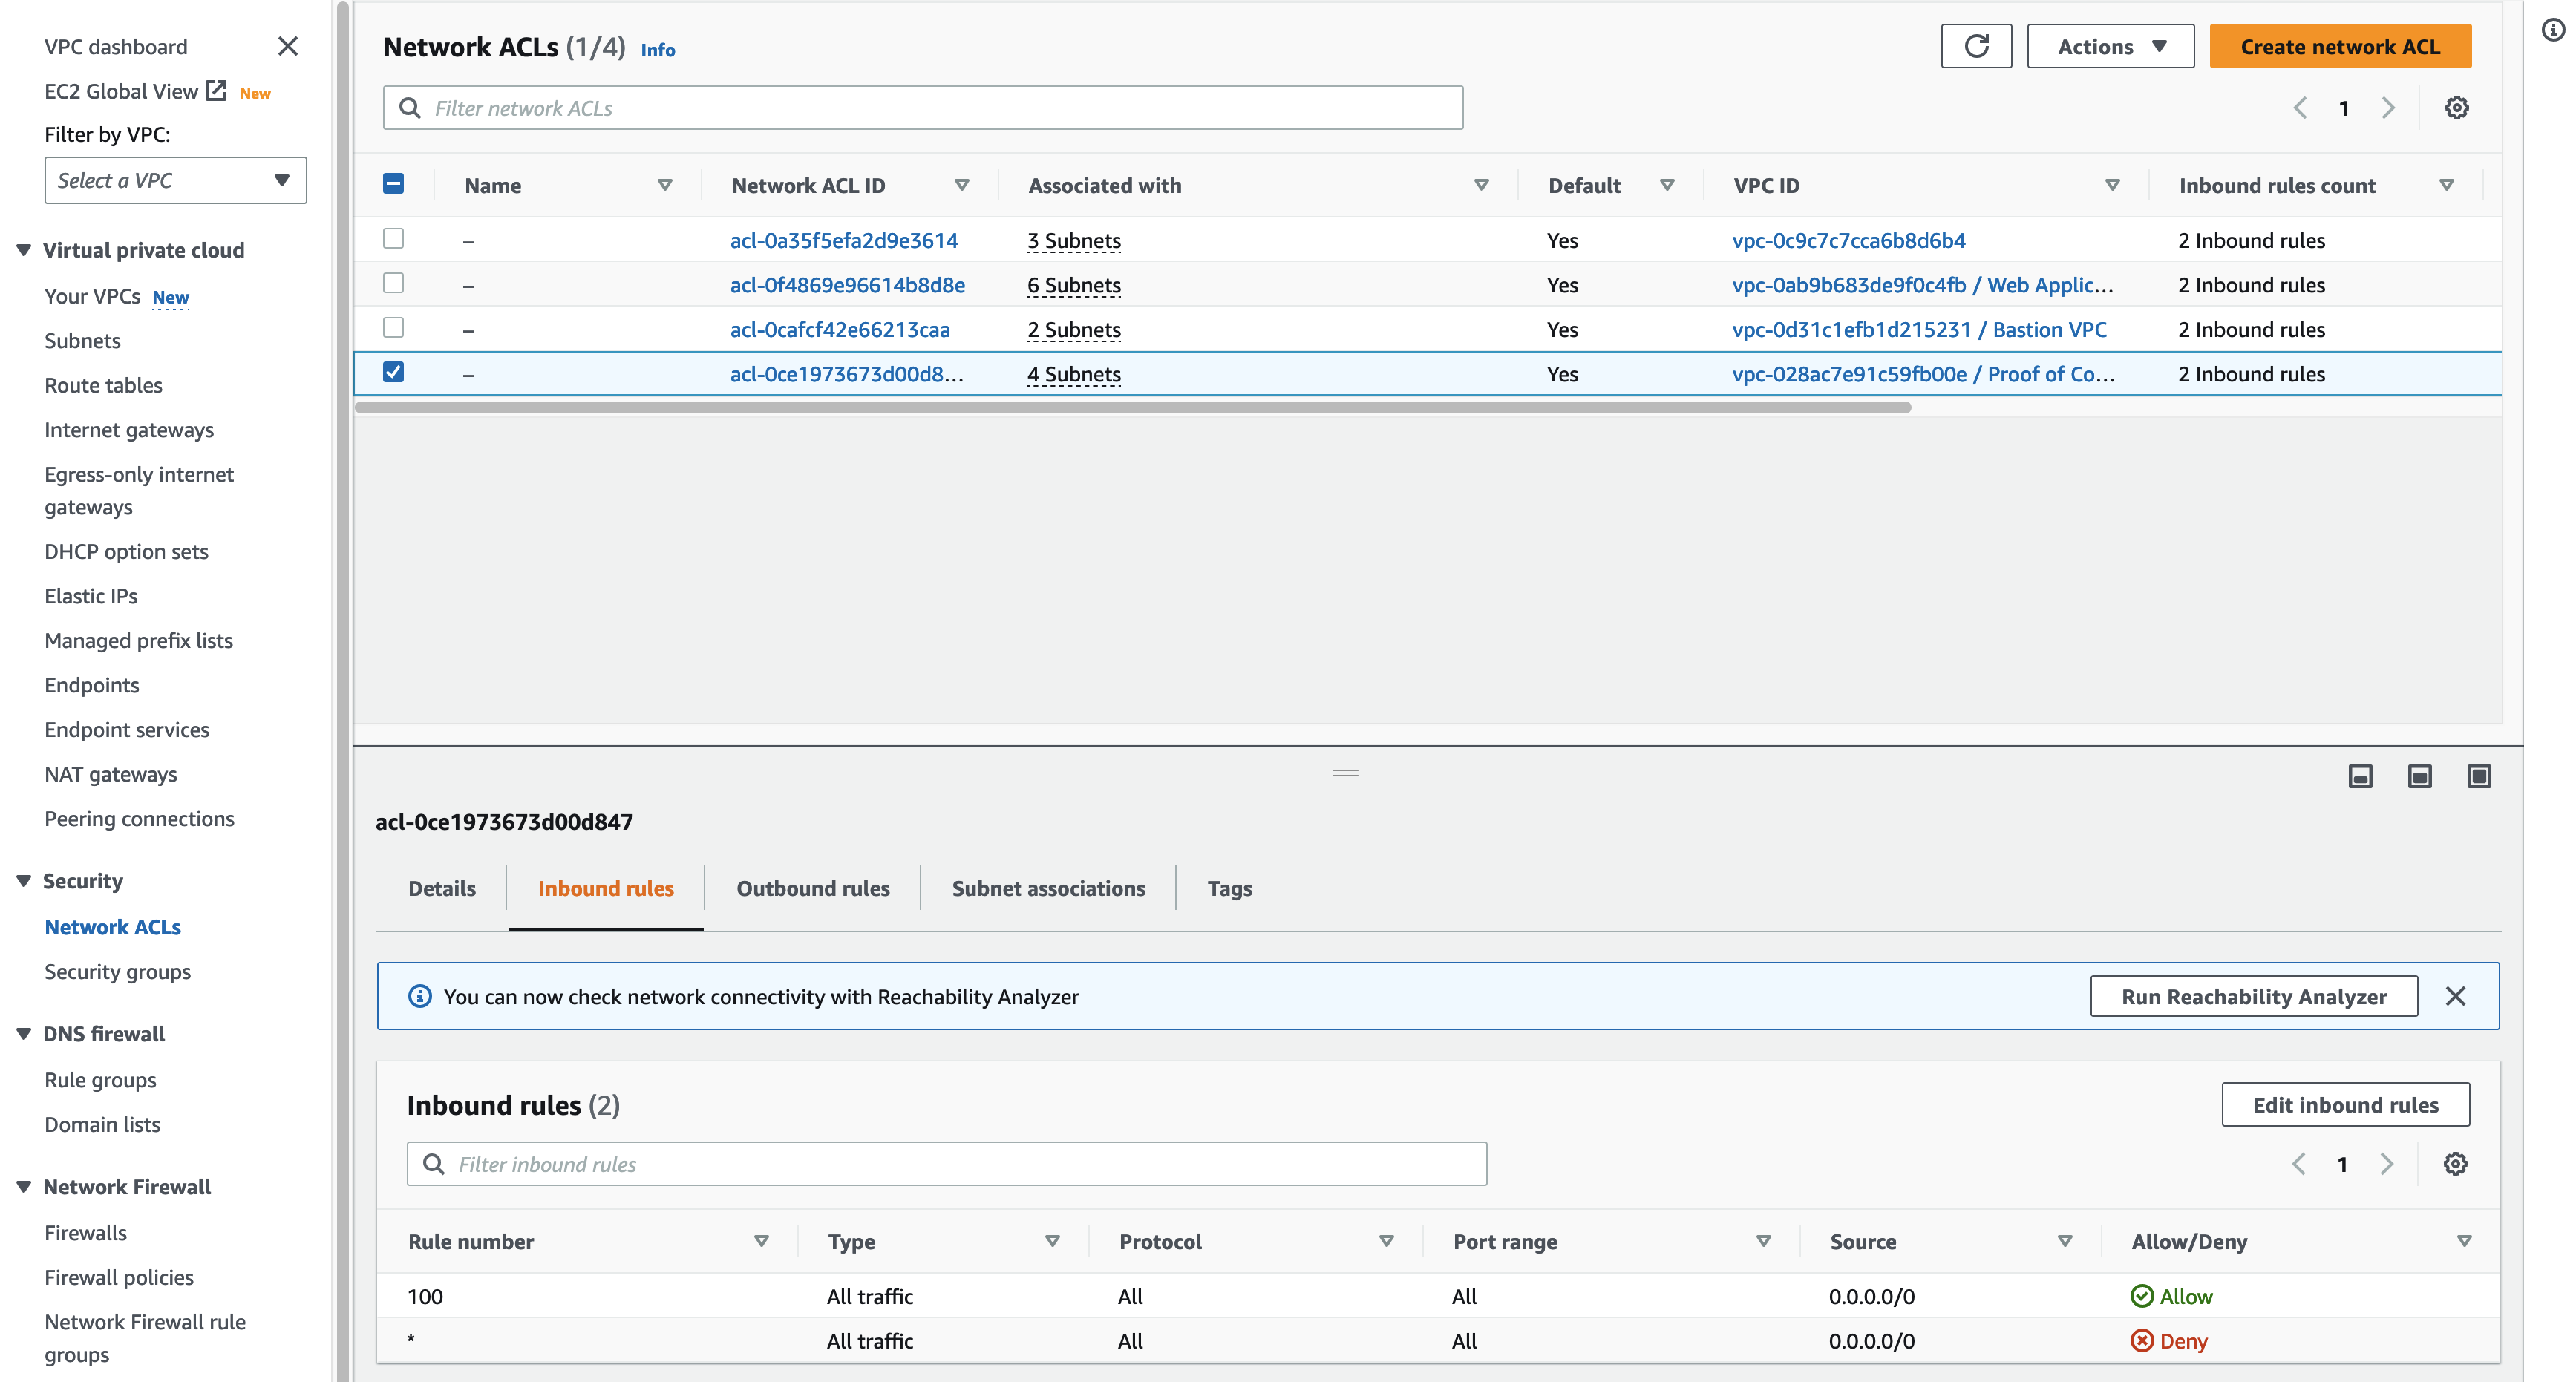 VPC dashboard
EC2 Global View New
Filter by VPC:
Select a VPC
Virtual private cloud
Your VPCs New
Subnets
Route tables
Internet gateways
Egress-only internet
gateways
DHCP option sets
Elastic IPs
Managed prefix lists
Endpoints
Endpoint services
NAT gateways
Peering connections
Security
Network ACLs
Security groups
DNS firewall
Rule groups
Domain lists
Network Firewall
Firewalls
Firewall policies
Network Firewall rule
groups
Network ACLs (1/4) Info
Actions
Create network ACL
Filter network ACLs
1
Name Network ACL ID Associated with Default VPC ID Inbound rules count
– acl-0a35f5efa2d9e3614 3 Subnets Yes vpc-0c9c7c7cca6b8d6b4 2 Inbound rules
– acl-0f4869e96614b8d8e 6 Subnets Yes vpc-0ab9b683de9f0c4fb / Web Applic... 2 Inbound rules
– acl-0cafcf42e66213caa 2 Subnets Yes vpc-0d31c1efb1d215231 / Bastion VPC 2 Inbound rules
– acl-0ce1973673d00d8... 4 Subnets Yes vpc-028ac7e91c59fb00e / Proof of Co... 2 Inbound rules
acl-0ce1973673d00d847
Details Inbound rules Outbound rules Subnet associations Tags
You can now check network connectivity with Reachability Analyzer
Run Reachability Analyzer
Inbound rules (2)
Edit inbound rules
Filter inbound rules
1
Rule number Type Protocol Port range Source Allow/Deny
100 All traffic All All 0.0.0.0/0 Allow
* All traffic All All 0.0.0.0/0 Deny